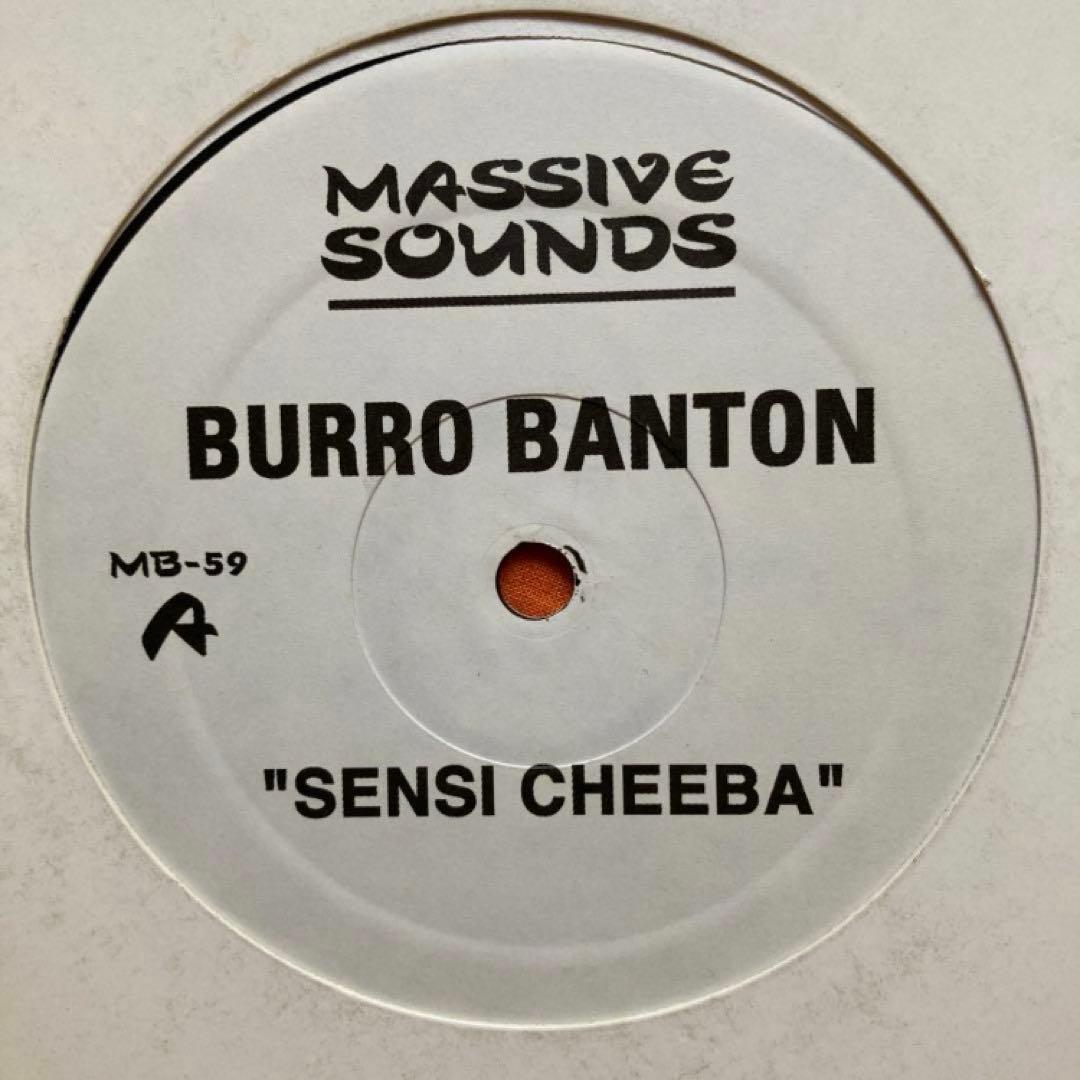 MASSIVE
SOUNDS
BURRO BANTON
MB-59
A
"SENSI CHEEBA"